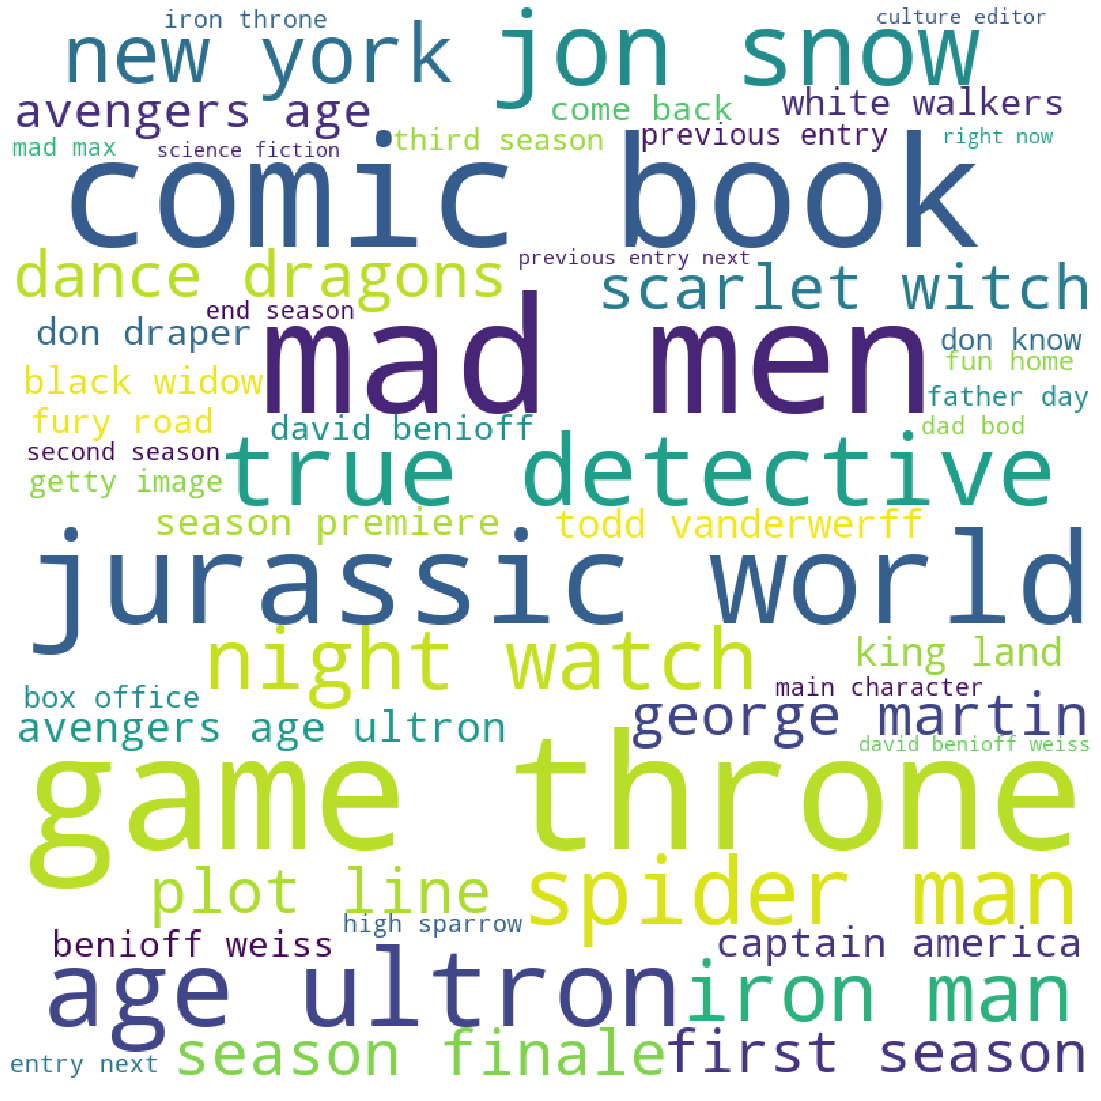 iron throne
culture editor
new york
jon snow
avengers age
come back
white walkers
mad max
science fiction
third season
previous entry
right now
comic book
dance dragons
previous entry next
scarlet witch
end season
don draper
mad men
don know
fun home
black widow
father day
fury road
david benioff
dad bod
second season
true detective
getty image
season premiere
todd vanderwerff
jurassic world
night watch
king land
box office
main character
avengers age ultron
george martin
david benioff weiss
game throne
plot line
spider man
high sparrow
benioff weiss
captain america
age ultron
iron man
entry next
season finale
first season